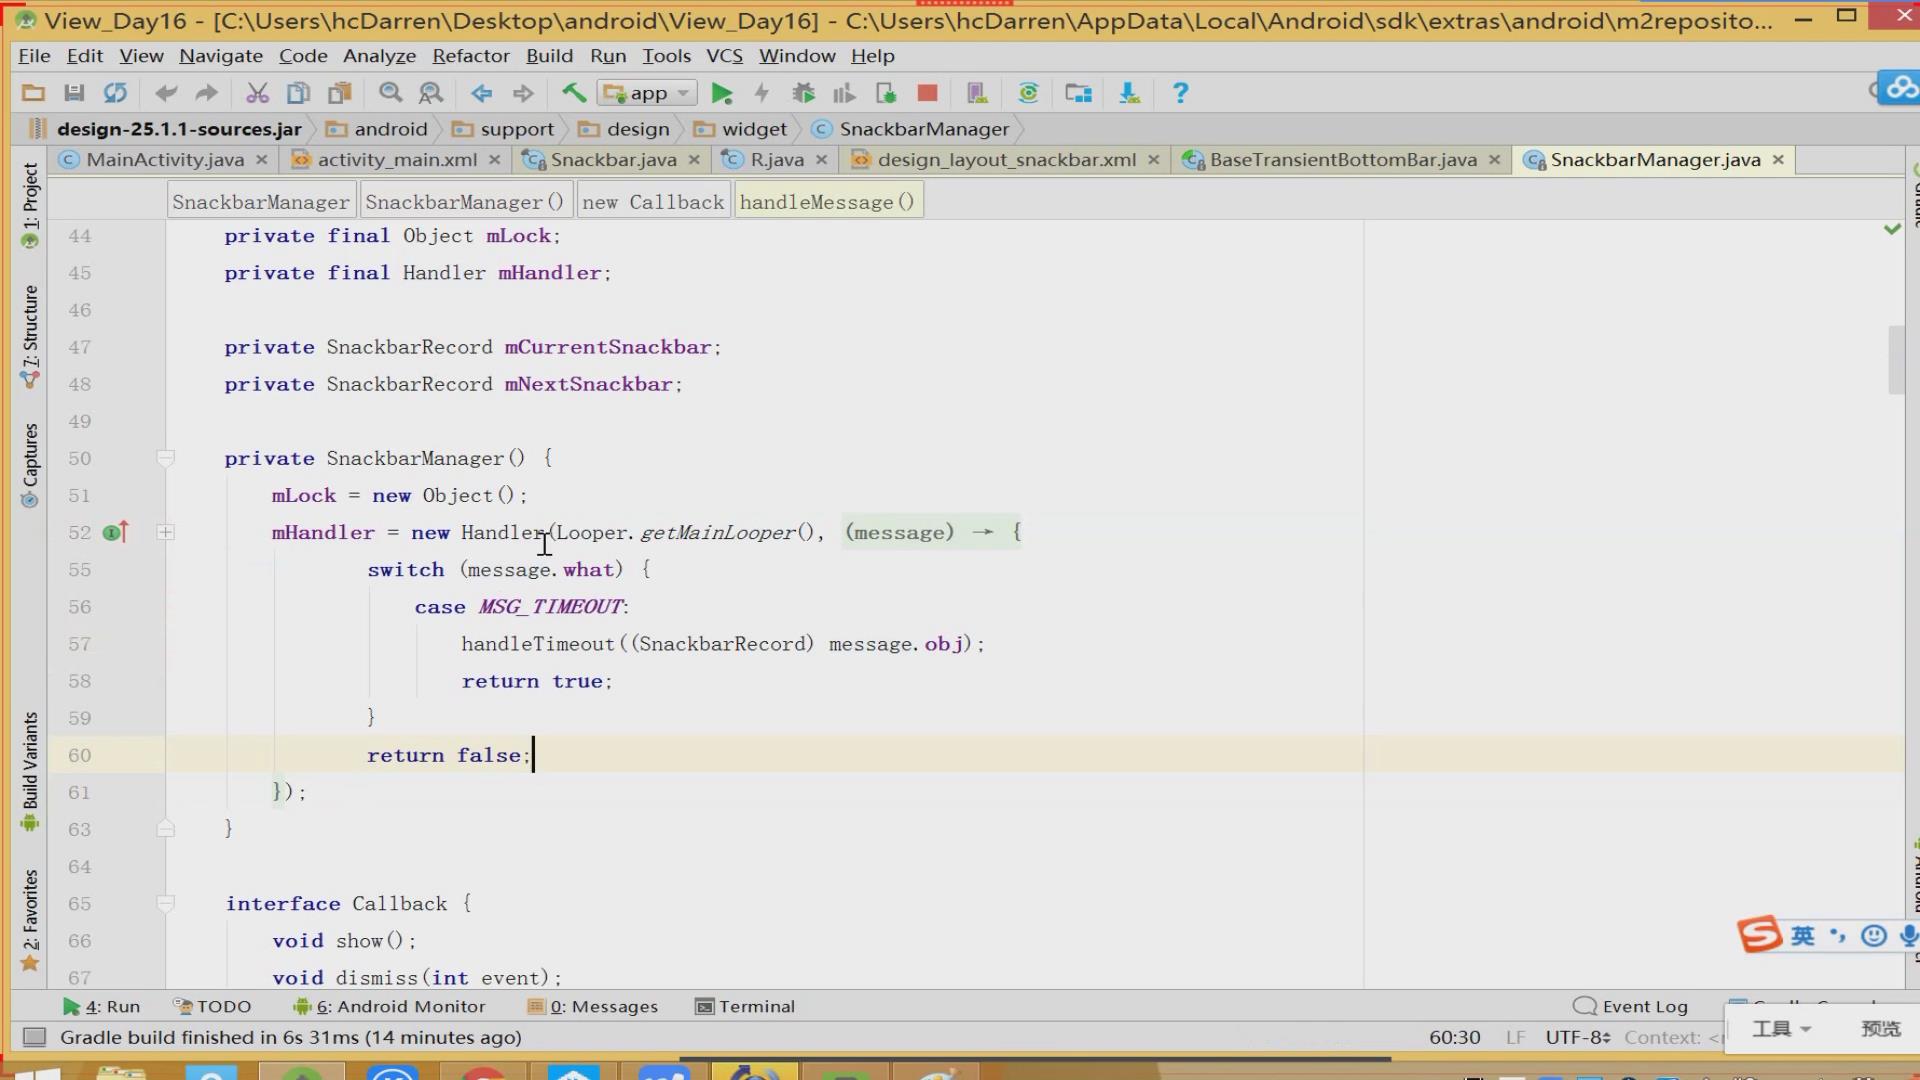 View_Day16 - [C:\Users\hcDarren\Desktop\android\View_Day16] - C:\Users\hcDarren\AppData\Local\Android\sdk\extras\android\m2reposito...
File Edit View Navigate Code Analyze Refactor Build Run Tools VCS Window Help
app
design-25.1.1-sources.jar android support design widget SnackbarManager
MainActivity.java activity_main.xml Snackbar.java R.java design_layout_snackbar.xml BaseTransientBottomBar.java SnackbarManager.java
SnackbarManager SnackbarManager() new Callback handleMessage()
1: Project
7: Structure
Captures
Build Variants
2: Favorites
44 private final Object mLock;
45 private final Handler mHandler;
46
47 private SnackbarRecord mCurrentSnackbar;
48 private SnackbarRecord mNextSnackbar;
49
50 private SnackbarManager() {
51 mLock = new Object();
52 mHandler = new Handler(Looper.getMainLooper(), (message) → {
55 switch (message.what) {
56 case MSG_TIMEOUT:
57 handleTimeout((SnackbarRecord) message.obj);
58 return true;
59 }
60 return false;
61 });
63 }
64
65 interface Callback {
66 void show();
67 void dismiss(int event);
英
4: Run TODO 6: Android Monitor 0: Messages Terminal Event Log
Gradle build finished in 6s 31ms (14 minutes ago) 60:30 LF UTF-8 Context:
工具 预览